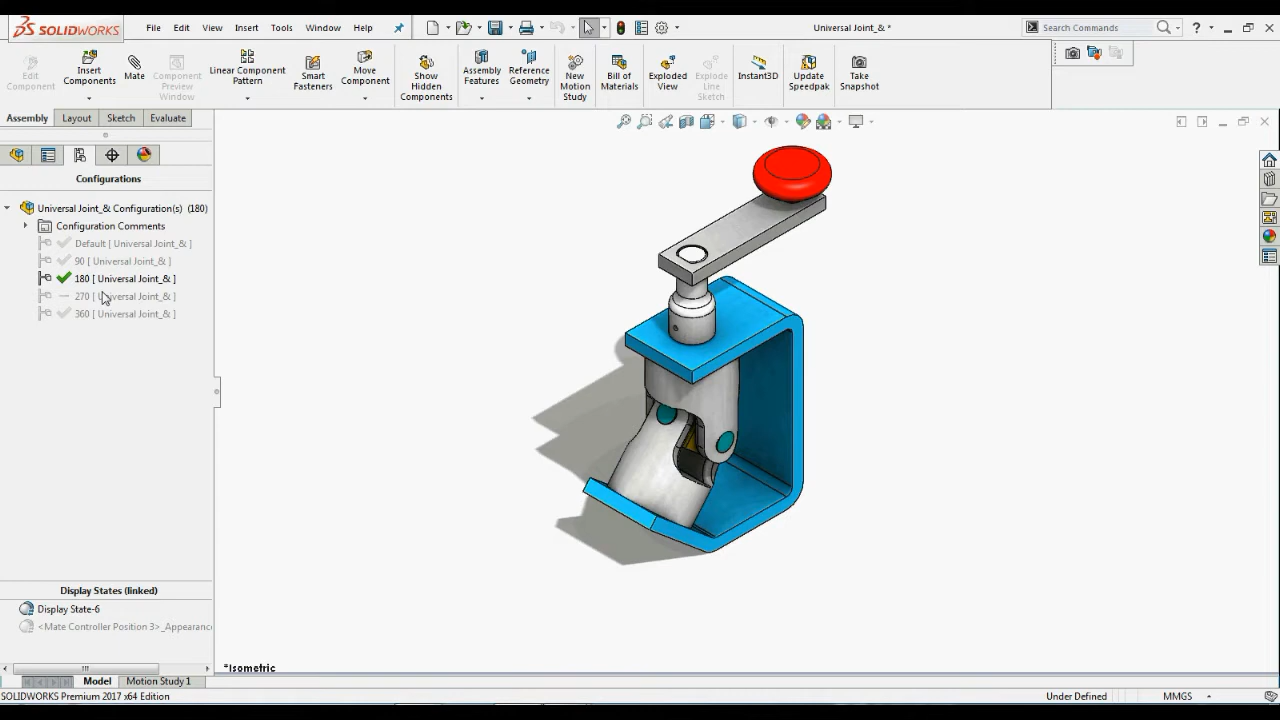 SOLIDWORKS
File Edit View Insert Tools Window Help
Universal Joint_& *
Search Commands
Edit Component
Insert Components
Mate
Component Preview Window
Linear Component Pattern
Smart Fasteners
Move Component
Show Hidden Components
Assembly Features
Reference Geometry
New Motion Study
Bill of Materials
Exploded View
Explode Line Sketch
Instant3D
Update Speedpak
Take Snapshot
Assembly Layout Sketch Evaluate
Configurations
Universal Joint_& Configuration(s) (180)
Configuration Comments
Default [ Universal Joint_& ]
90 [ Universal Joint_& ]
180 [ Universal Joint_& ]
270 [ Universal Joint_& ]
360 [ Universal Joint_& ]
Display States (linked)
Display State-6
<Mate Controller Position 3>_Appearanc
*Isometric
Model Motion Study 1
SOLIDWORKS Premium 2017 x64 Edition
Under Defined
MMGS